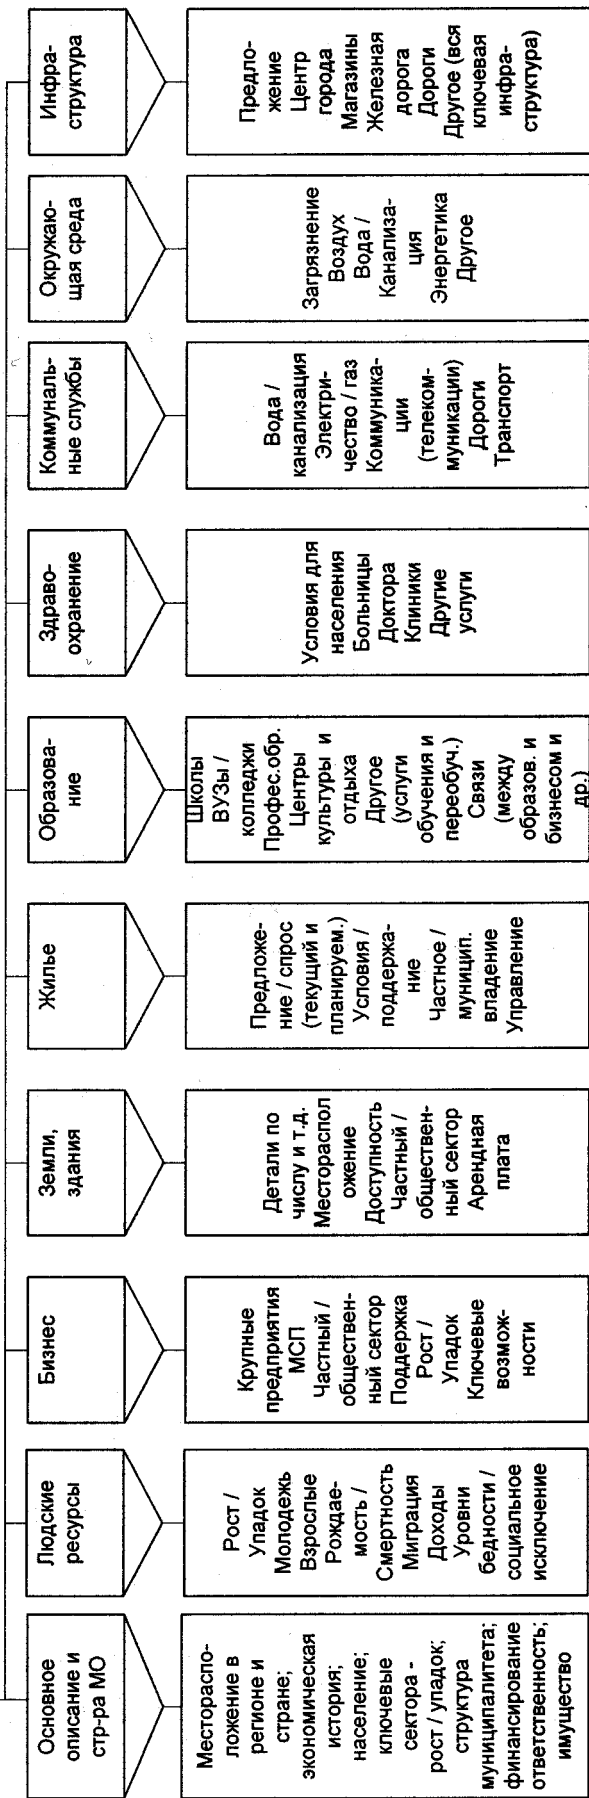 Основное
описание и
стр-ра МО
Местораспо-
ложение в
регионе и
стране;
экономическая
история;
население;
ключевые
сектора -
рост / упадок;
структура
муниципалитета;
финансирование
ответственность;
имущество
Людские
ресурсы
Рост /
Упадок
Молодежь
Взрослые
Рождае-
мость /
Смертность
Миграция
Доходы
Уровни
бедности /
социальное
исключение
Бизнес
Крупные
предприятия
МСП
Частный /
обществен-
ный сектор
Поддержка
Рост /
Упадок
Ключевые
возмож-
ности
Земли,
здания
Детали по
числу и т.д.
Местораспол
ожение
Доступность
Частный /
обществен-
ный сектор
Арендная
плата
Жилье
Предложе-
ние / спрос
(текущий и
планируем.)
Условия /
поддержа-
ние
Частное /
муницип.
владение
Управление
Образова-
ние
Школы
ВУЗы /
колледжи
Профес.обр.
Центры
культуры и
отдыха
Другое
(услуги
обучения и
переобуч.)
Связи
(между
образов. и
бизнесом и
др.)
Здраво-
охранение
Условия для
населения
Больницы
Доктора
Клиники
Другие
услуги
Коммуналь-
ные службы
Вода /
канализация
Электри-
чество / газ
Коммуника-
ции
(телеком-
муникации)
Дороги
Транспорт
Окружаю-
щая среда
Загрязнение
Воздух
Вода /
Канализа-
ция
Энергетика
Другое
Инфра-
структура
Предло-
жение
Центр
города
Магазины
Железная
дорога
Дороги
Другое (вся
ключевая
инфра-
структура)